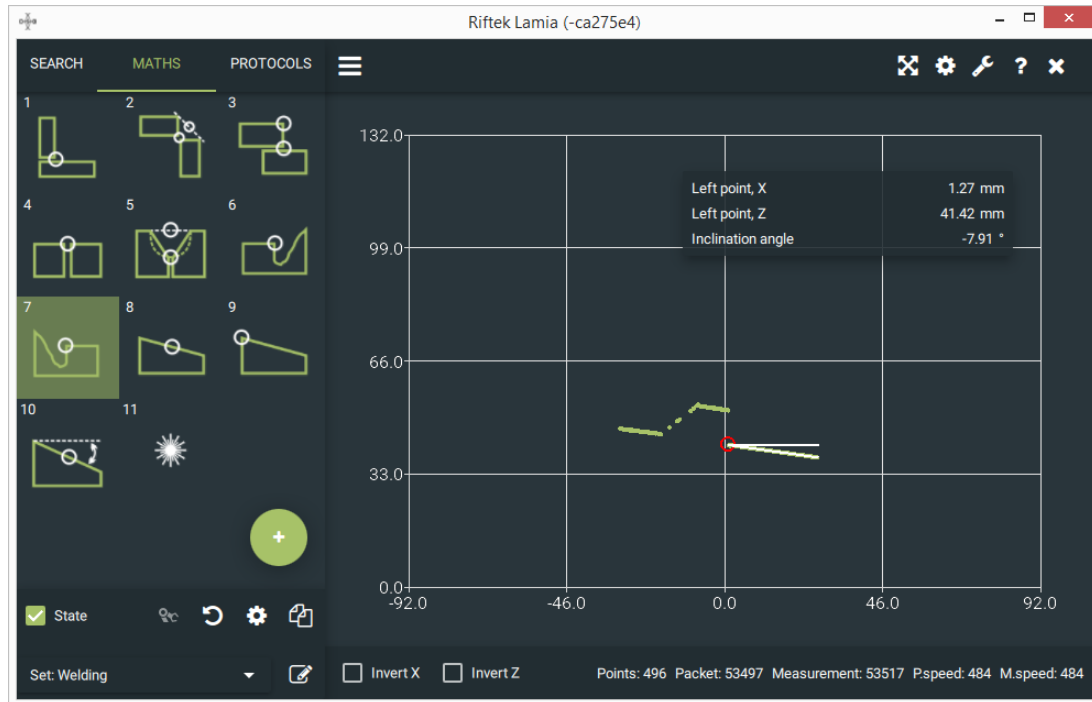 Riftek Lamia (-ca275e4)
SEARCH MATHS PROTOCOLS
1 2 3
4 5 6
7 8 9
10 11
State
Set: Welding
132.0
99.0
66.0
33.0
0.0
-92.0 -46.0 0.0 46.0 92.0
Left point, X 1.27 mm
Left point, Z 41.42 mm
Inclination angle -7.91 °
Invert X Invert Z Points: 496 Packet: 53497 Measurement: 53517 P.speed: 484 M.speed: 484